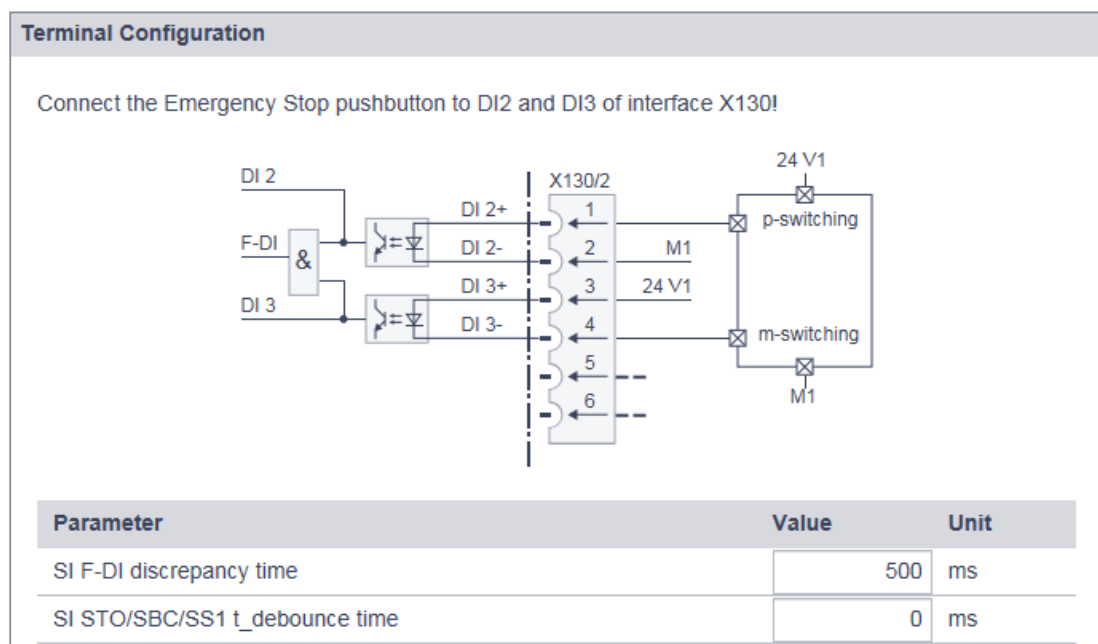 Terminal Configuration
Connect the Emergency Stop pushbutton to DI2 and DI3 of interface X130!
24 V1
DI 2
X130/2
DI 2+
1
p-switching
F-DI
&
DI 2-
2
M1
DI 3+
3
24 V1
DI 3
DI 3-
4
m-switching
5
6
M1
Parameter Value Unit
SI F-DI discrepancy time 500 ms
SI STO/SBC/SS1 t_debounce time 0 ms